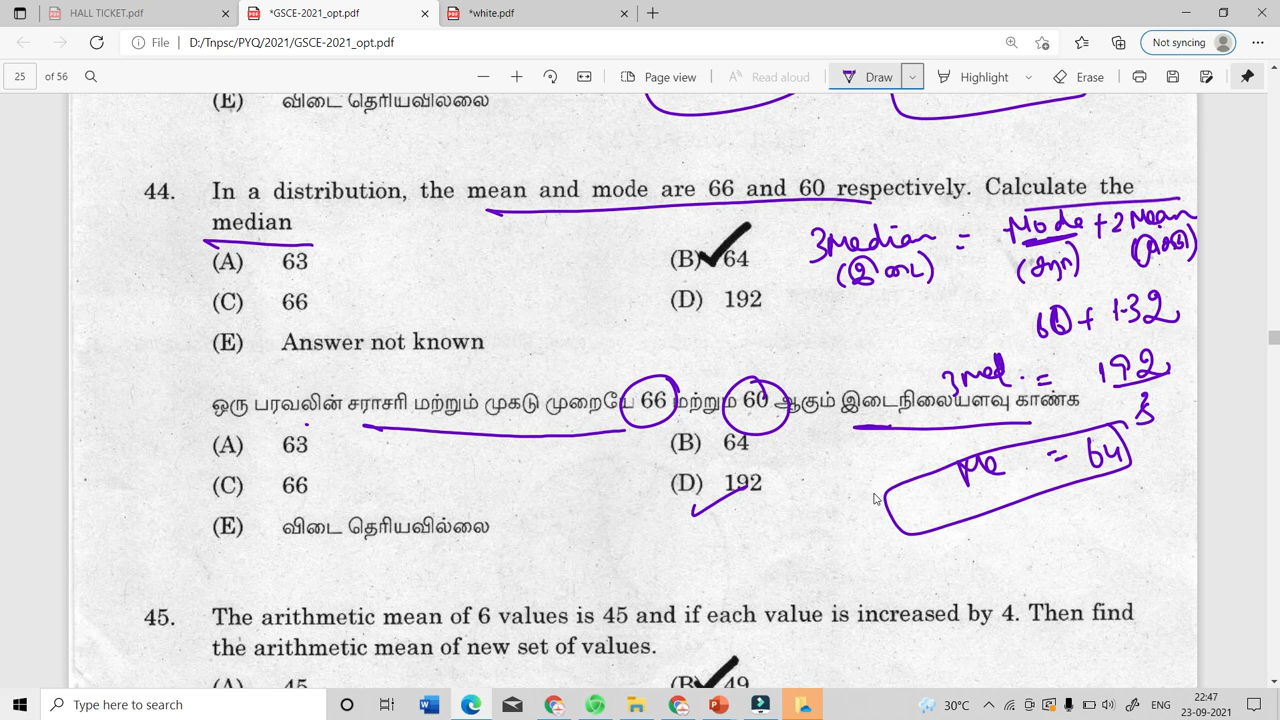 HALL TICKET.pdf
*GSCE-2021_opt.pdf
*white.pdf
File
D:/Tnpsc/PYQ/2021/GSCE-2021_opt.pdf
Not syncing
25 of 56
Page view
Read aloud
Draw
Highlight
Erase
(E) விடை தெரியவில்லை
44. In a distribution, the mean and mode are 66 and 60 respectively. Calculate the
median
3Median = Mode + 2 Mean
(A) 63
(B) 64
(C) 66
(D) 192
60 + 132
(E) Answer not known
3Med. = 192
3
ஒரு பரவலின் சராசரி மற்றும் முகடு முறையே 66 மற்றும் 60 ஆகும் இடைநிலையளவு காண்க
(A) 63
(B) 64
= 64
(C) 66
(D) 192
(E) விடை தெரியவில்லை
45. The arithmetic mean of 6 values is 45 and if each value is increased by 4. Then find
the arithmetic mean of new set of values.
(A) 45
(B) 49
Type here to search
30°C
ENG
22:47
23-09-2021